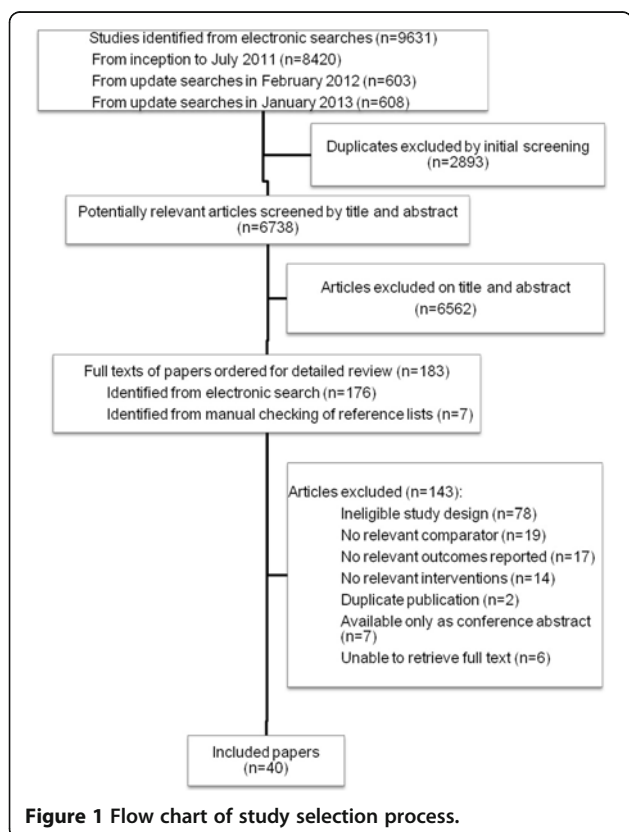 Studies identified from electronic searches (n=9631)
From inception to July 2011 (n=8420)
From update searches in February 2012 (n=603)
From update searches in January 2013 (n=608)
Duplicates excluded by initial screening
(n=2893)
Potentially relevant articles screened by title and abstract
(n=6738)
Articles excluded on title and abstract
(n=6562)
Full texts of papers ordered for detailed review (n=183)
Identified from electronic search (n=176)
Identified from manual checking of reference lists (n=7)
Articles excluded (n=143):
Ineligible study design (n=78)
No relevant comparator (n=19)
No relevant outcomes reported (n=17)
No relevant interventions (n=14)
Duplicate publication (n=2)
Available only as conference abstract
(n=7)
Unable to retrieve full text (n=6)
Included papers
(n=40)
Figure 1 Flow chart of study selection process.